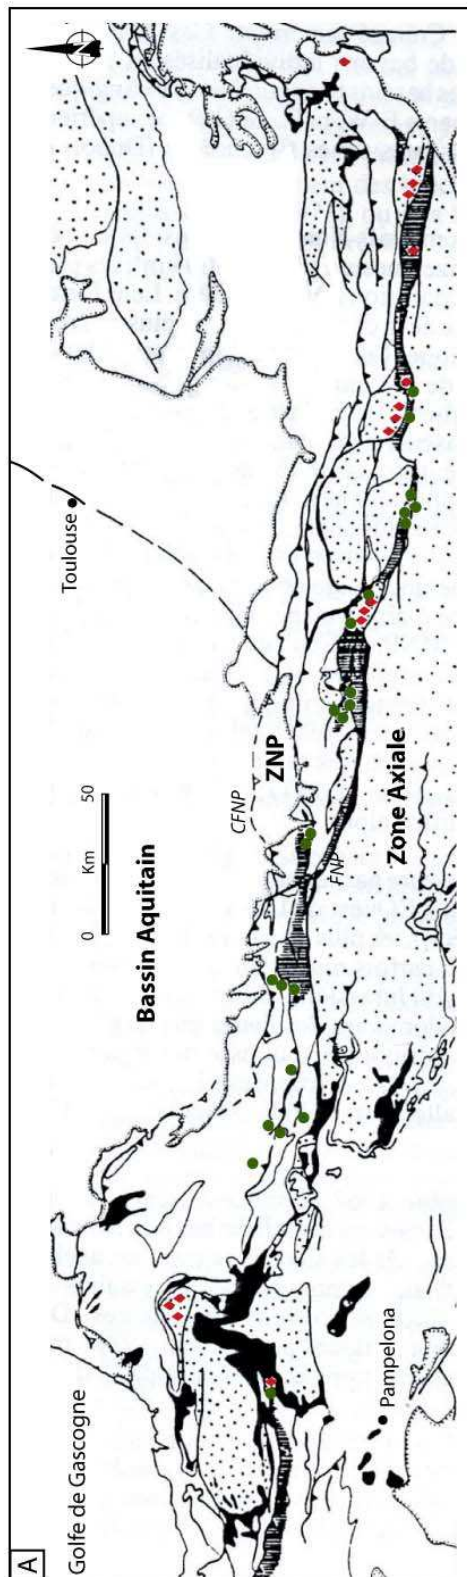 A
Golfe de Gascogne
Bassin Aquitain
Toulouse
0 Km 50
CFNP
ZNP
FNP
Zone Axiale
Pampelona
N